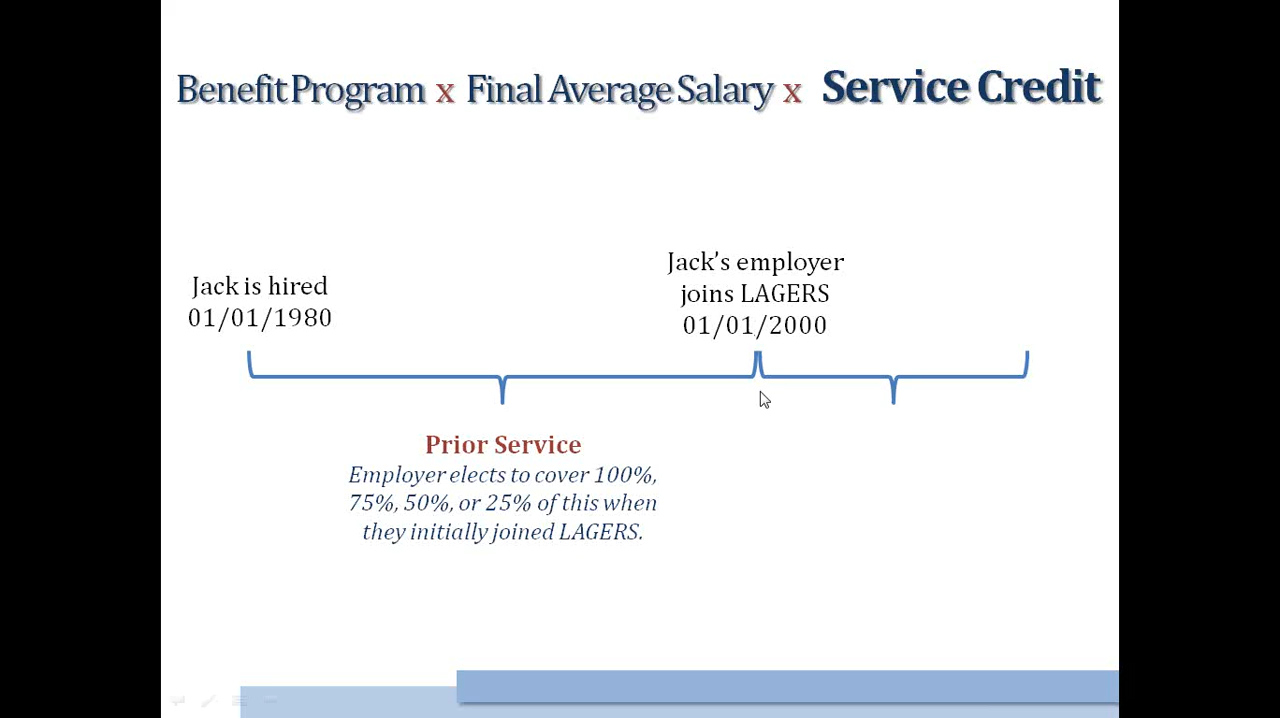 Benefit Program x Final Average Salary x Service Credit
Jack is hired
01/01/1980
Jack's employer
joins LAGERS
01/01/2000
Prior Service
Employer elects to cover 100%,
75%, 50%, or 25% of this when
they initially joined LAGERS.